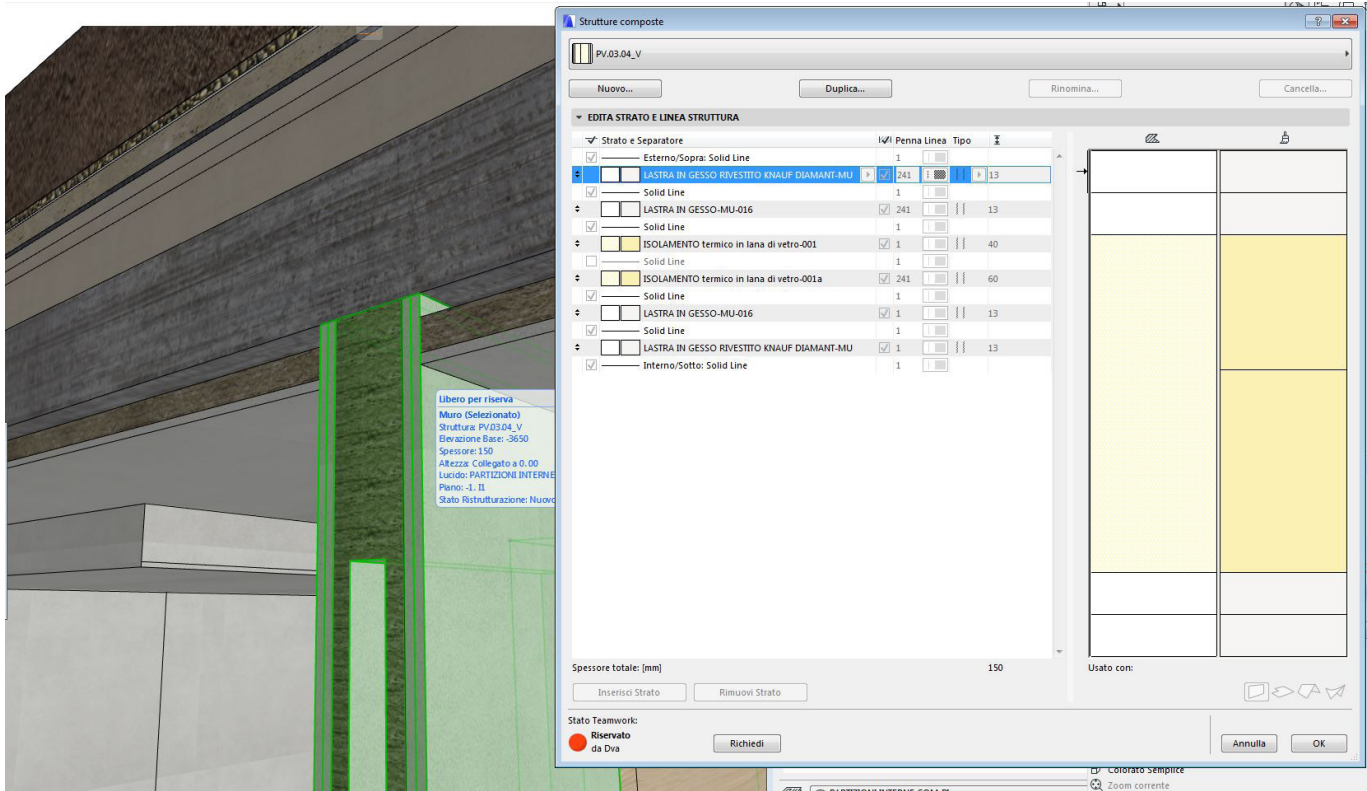 Strutture composte
PV.03.04_V
Nuovo...
Duplica...
Rinomina...
Cancella...
EDITA STRATO E LINEA STRUTTURA
Strato e Separatore Penna Linea Tipo
Esterno/Sopra: Solid Line 1
LASTRA IN GESSO RIVESTITO KNAUF DIAMANT-MU 241 13
Solid Line 1
LASTRA IN GESSO-MU-016 241 13
Solid Line 1
ISOLAMENTO termico in lana di vetro-001 1 40
Solid Line 1
ISOLAMENTO termico in lana di vetro-001a 241 60
Solid Line 1
LASTRA IN GESSO-MU-016 1 13
Solid Line 1
LASTRA IN GESSO RIVESTITO KNAUF DIAMANT-MU 1 13
Interno/Sotto: Solid Line 1
Libero per riserva
Muro (Selezionato)
Struttura: PV.03.04_V
Elevazione Base: -3650
Spessore: 150
Altezza: Collegato a 0. 00
Lucido: PARTIZIONI INTERNE
Piano: -1. I1
Stato Ristrutturazione: Nuovo
Spessore totale: [mm] 150
Usato con:
Inserisci Strato
Rimuovi Strato
Stato Teamwork:
Riservato
da Dva
Richiedi
Annulla
OK
Colorato Semplice
Zoom corrente